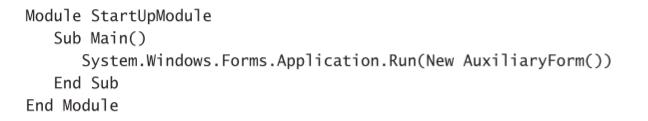 Module StartUpModule
Sub Main()
System.Windows.Forms.Application.Run(New AuxiliaryForm())
End Sub
End Module